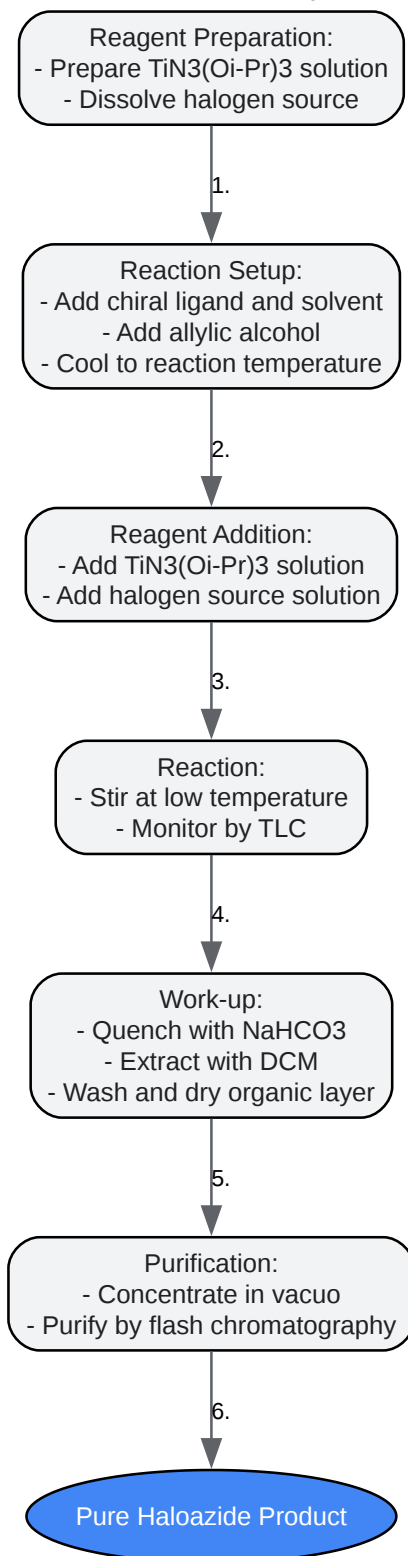 Reagent Preparation:
- Prepare TiN3(Oi-Pr)3 solution
- Dissolve halogen source
1.
Reaction Setup:
- Add chiral ligand and solvent
- Add allylic alcohol
- Cool to reaction temperature
2.
Reagent Addition:
- Add TiN3(Oi-Pr)3 solution
- Add halogen source solution
3.
Reaction:
- Stir at low temperature
- Monitor by TLC
4.
Work-up:
- Quench with NaHCO3
- Extract with DCM
- Wash and dry organic layer
5.
Purification:
- Concentrate in vacuo
- Purify by flash chromatography
6.
Pure Haloazide Product